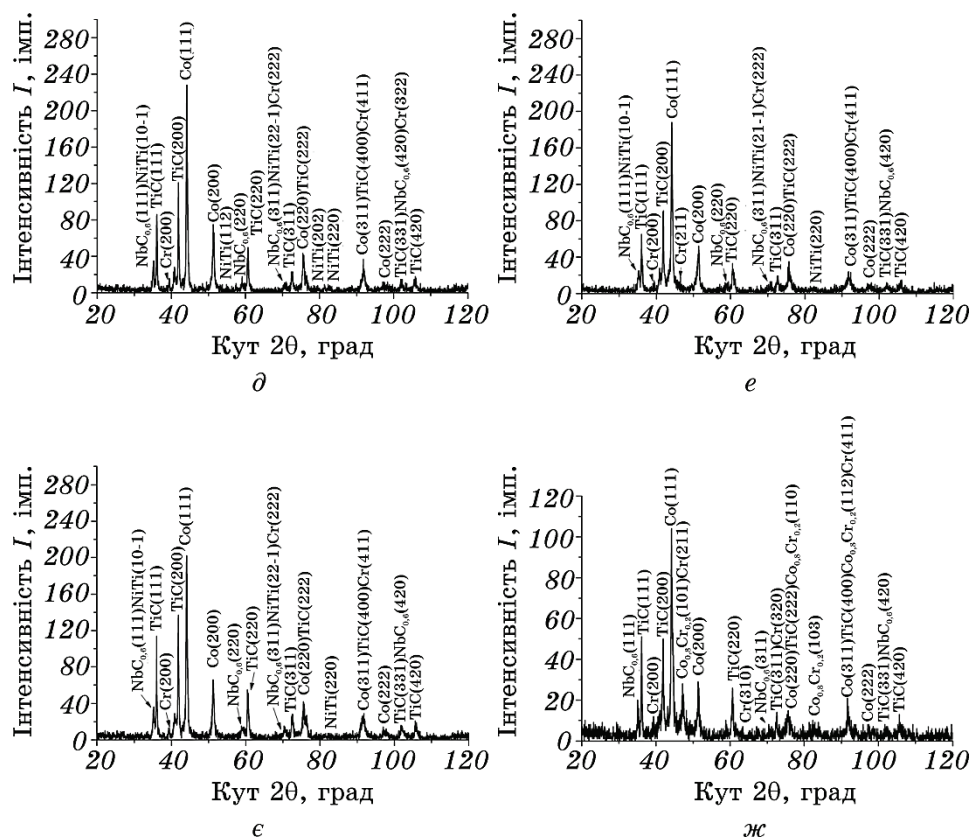 Інтенсивність I, імп.
280
240
200
160
120
80
40
0
NbC0,6(111)NiTi(10-1)
TiC(111)
Cr(200)
TiC(200)
Co(111)
Co(200)
NiTi(112)
NbC0,6(220)
TiC(220)
NbC0,6(311)NiTi(22-1)Cr(222)
TiC(311)
Co(220)TiC(222)
NiTi(202)
NiTi(220)
Co(311)TiC(400)Cr(411)
Co(222)
TiC(331)NbC0,6(420)Cr(322)
TiC(420)
20 40 60 80 100 120
Кут 2θ, град
д
Інтенсивність I, імп.
280
240
200
160
120
80
40
0
NbC0,6(111)NiTi(10-1)
TiC(111)
Cr(200)
TiC(200)
Co(111)
Cr(211)
Co(200)
NbC0,6(220)
TiC(220)
NbC0,6(311)NiTi(21-1)Cr(222)
TiC(311)
Co(220)TiC(222)
NiTi(220)
Co(311)TiC(400)Cr(411)
Co(222)
TiC(331)NbC0,6(420)
TiC(420)
20 40 60 80 100 120
Кут 2θ, град
е
Інтенсивність I, імп.
280
240
200
160
120
80
40
0
NbC0,6(111)NiTi(10-1)
TiC(111)
Cr(200)
TiC(200)
Co(111)
Co(200)
NbC0,6(220)
TiC(220)
NbC0,6(311)NiTi(22-1)Cr(222)
TiC(311)
Co(220)TiC(222)
NiTi(220)
Co(311)TiC(400)Cr(411)
Co(222)
TiC(331)NbC0,6(420)
TiC(420)
20 40 60 80 100 120
Кут 2θ, град
є
Інтенсивність I, імп.
120
100
80
60
40
20
0
NbC0,6(111)
TiC(111)
Cr(200)
TiC(200)
Co(111)
Co0,8Cr0,2(101)Cr(211)
Co(200)
TiC(220)
Cr(310)
NbC0,6(311)
TiC(311)Cr(320)
Co(220)TiC(222)Co0,8Cr0,2(110)
Co0,8Cr0,2(103)
Co(311)TiC(400)Co0,8Cr0,2(112)Cr(411)
Co(222)
TiC(331)NbC0,6(420)
TiC(420)
20 40 60 80 100 120
Кут 2θ, град
ж